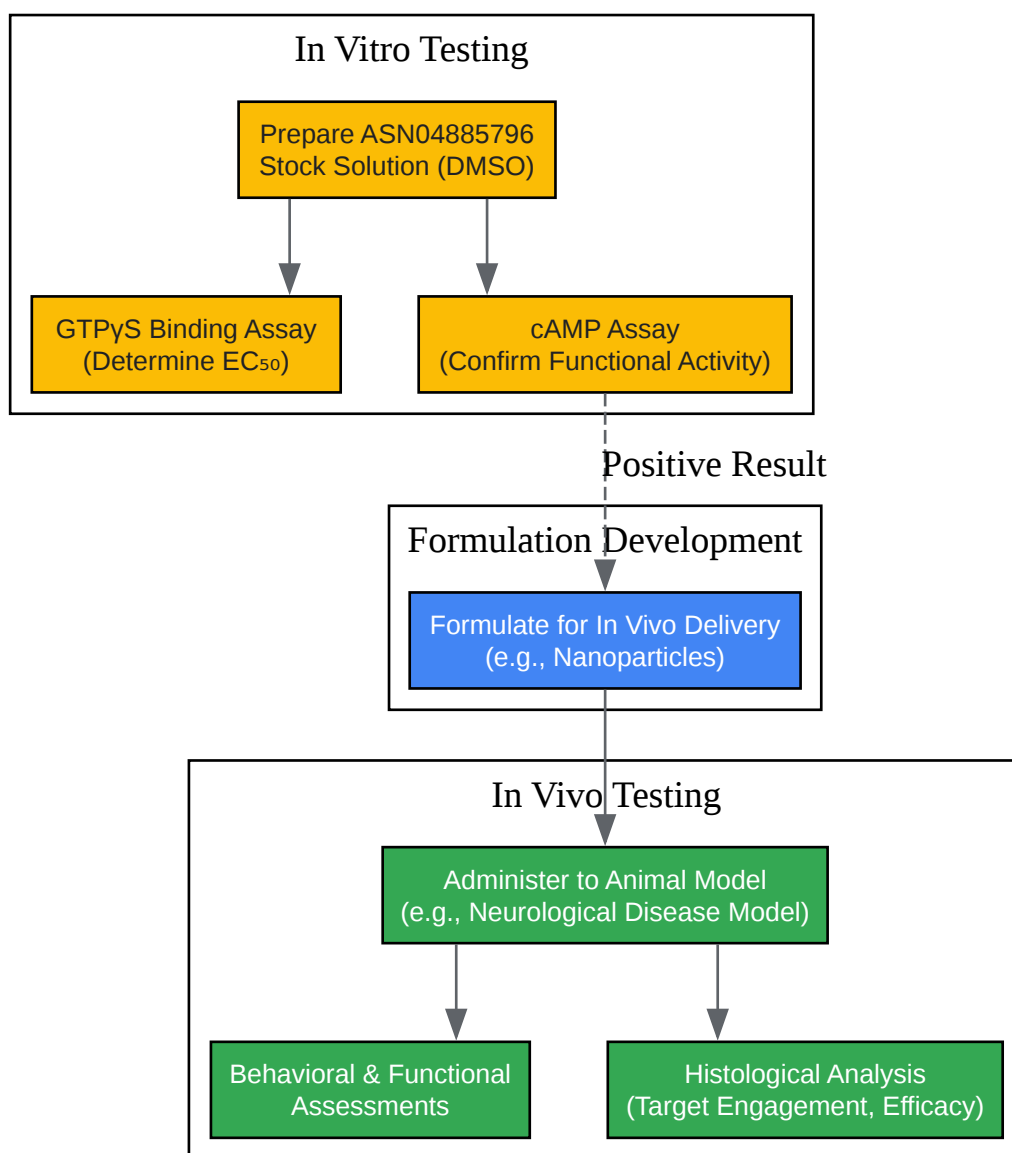 In Vitro Testing
Prepare ASN04885796
Stock Solution (DMSO)
GTPγS Binding Assay
(Determine EC₅₀)
cAMP Assay
(Confirm Functional Activity)
Positive Result
Formulation Development
Formulate for In Vivo Delivery
(e.g., Nanoparticles)
In Vivo Testing
Administer to Animal Model
(e.g., Neurological Disease Model)
Behavioral & Functional
Assessments
Histological Analysis
(Target Engagement, Efficacy)